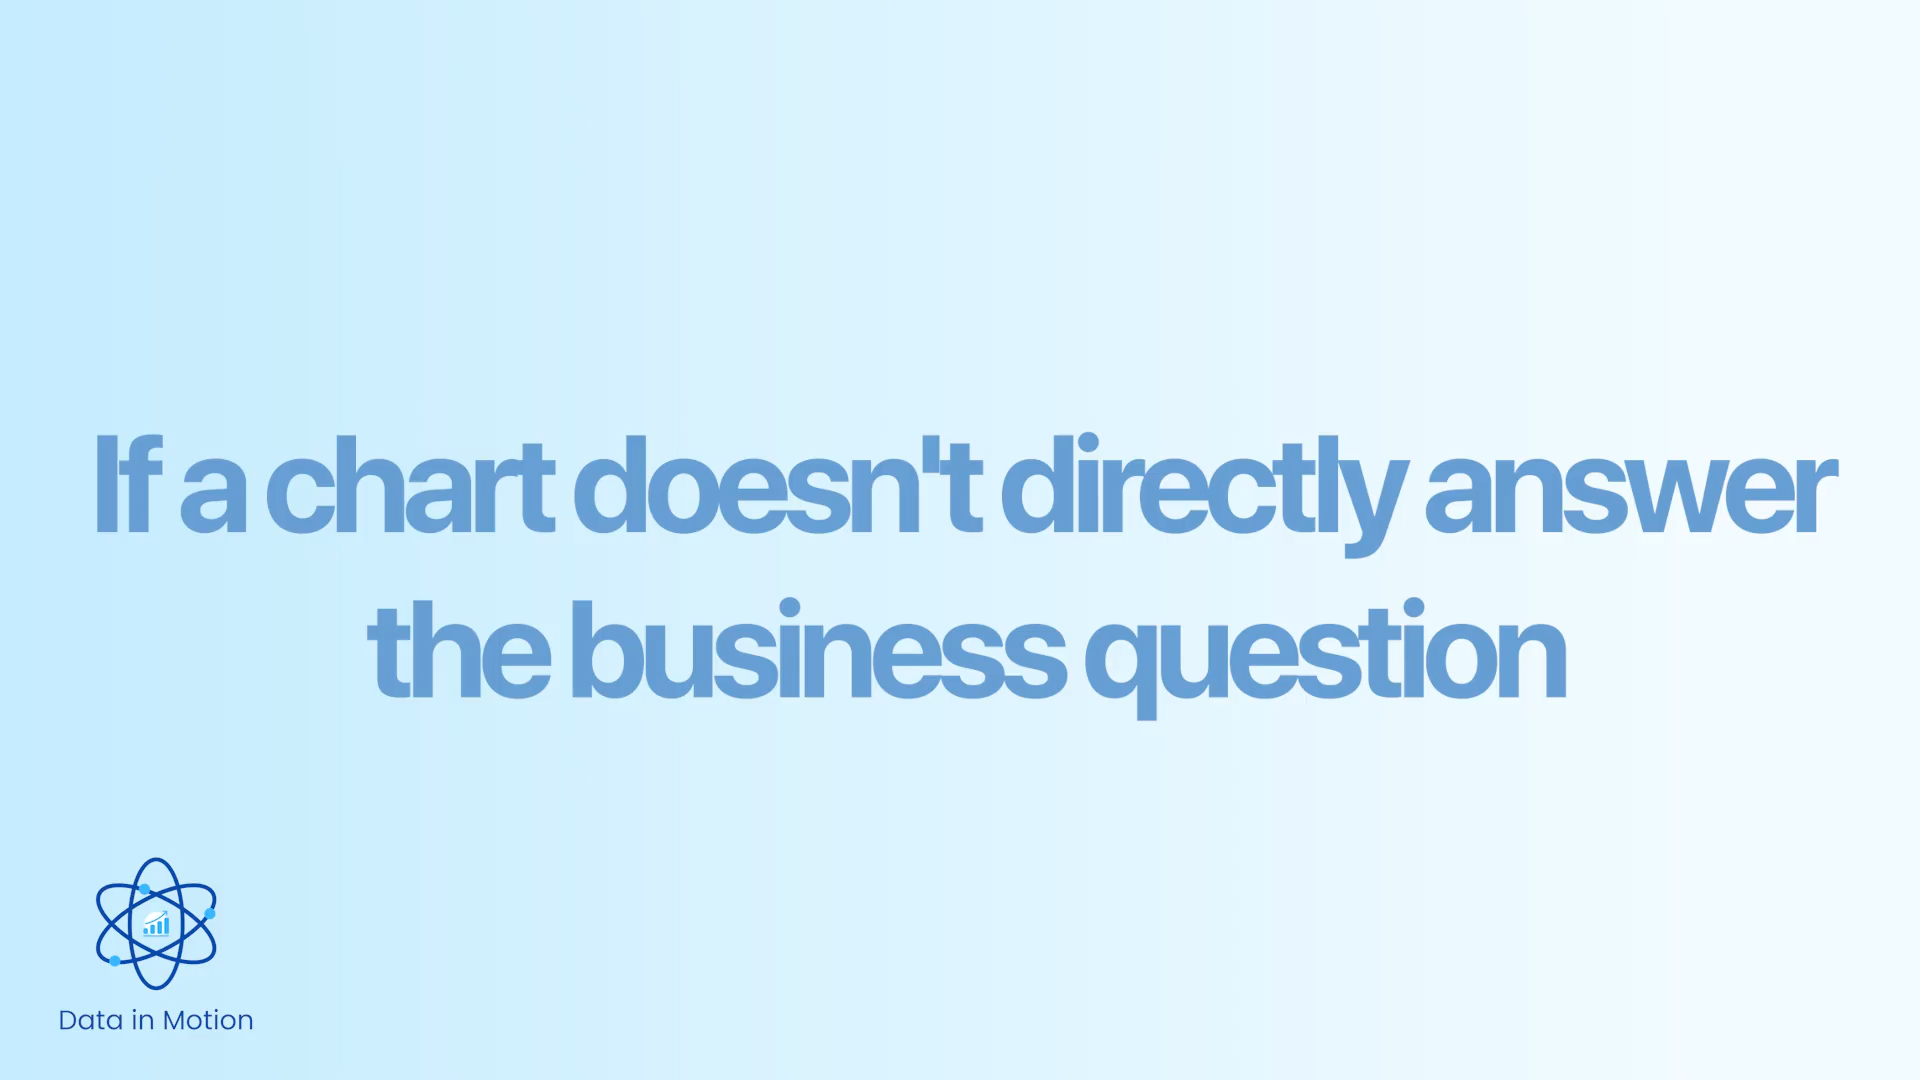 If a chart doesn't directly answer
the business question
Data in Motion